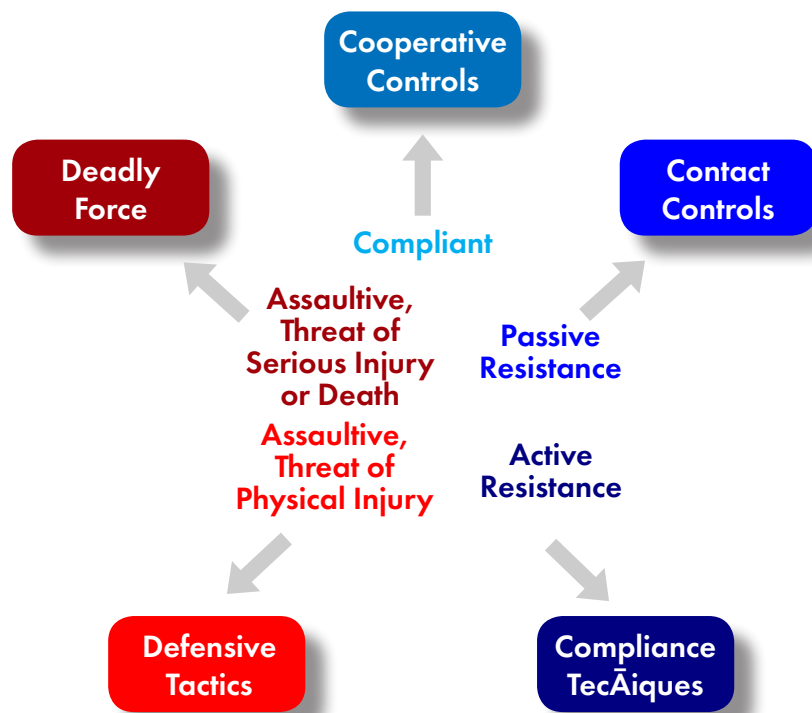 Cooperative
Controls
Deadly
Force
Contact
Controls
Compliant
Assaultive,
Threat of
Serious Injury
or Death
Passive
Resistance
Assaultive,
Threat of
Physical Injury
Active
Resistance
Defensive
Tactics
Compliance
TecĀiques